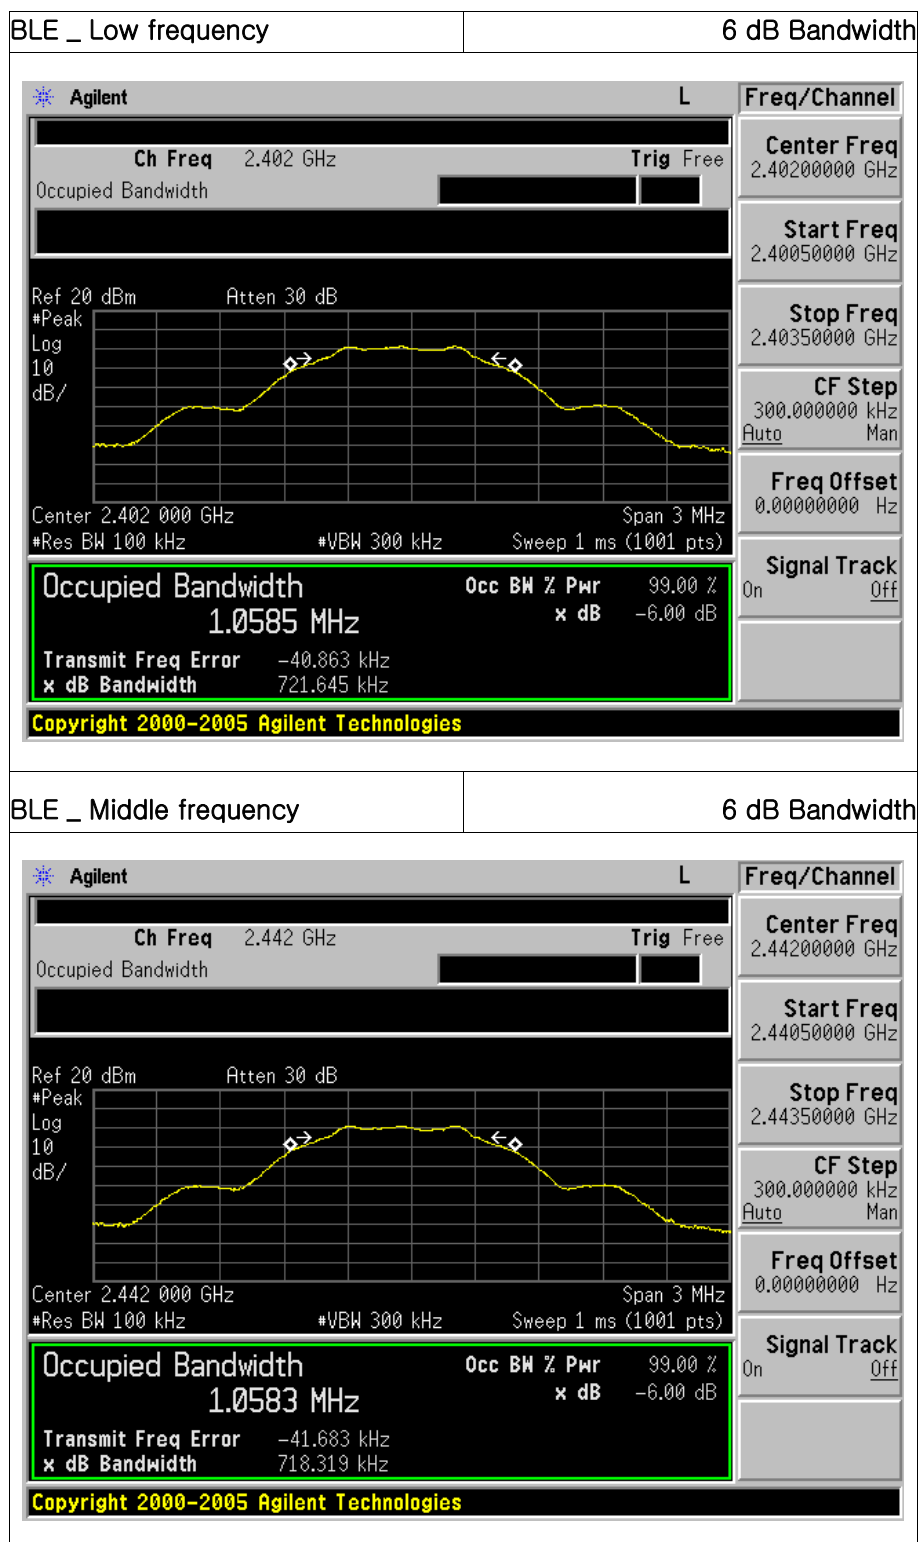 BLE _ Low frequency 6 dB Bandwidth
Agilent L Freq/Channel
Ch Freq 2.402 GHz Trig Free
Occupied Bandwidth
Center Freq
2.40200000 GHz
Start Freq
2.40050000 GHz
Stop Freq
2.40350000 GHz
CF Step
300.000000 kHz
Auto Man
Freq Offset
0.00000000 Hz
Signal Track
On Off
Ref 20 dBm Atten 30 dB
#Peak
Log
10
dB/
Center 2.402 000 GHz Span 3 MHz
#Res BW 100 kHz #VBW 300 kHz Sweep 1 ms (1001 pts)
Occupied Bandwidth Occ BW % Pwr 99.00 %
1.0585 MHz x dB -6.00 dB
Transmit Freq Error -40.863 kHz
x dB Bandwidth 721.645 kHz
Copyright 2000-2005 Agilent Technologies
BLE _ Middle frequency 6 dB Bandwidth
Agilent L Freq/Channel
Ch Freq 2.442 GHz Trig Free
Occupied Bandwidth
Center Freq
2.44200000 GHz
Start Freq
2.44050000 GHz
Stop Freq
2.44350000 GHz
CF Step
300.000000 kHz
Auto Man
Freq Offset
0.00000000 Hz
Signal Track
On Off
Ref 20 dBm Atten 30 dB
#Peak
Log
10
dB/
Center 2.442 000 GHz Span 3 MHz
#Res BW 100 kHz #VBW 300 kHz Sweep 1 ms (1001 pts)
Occupied Bandwidth Occ BW % Pwr 99.00 %
1.0583 MHz x dB -6.00 dB
Transmit Freq Error -41.683 kHz
x dB Bandwidth 718.319 kHz
Copyright 2000-2005 Agilent Technologies